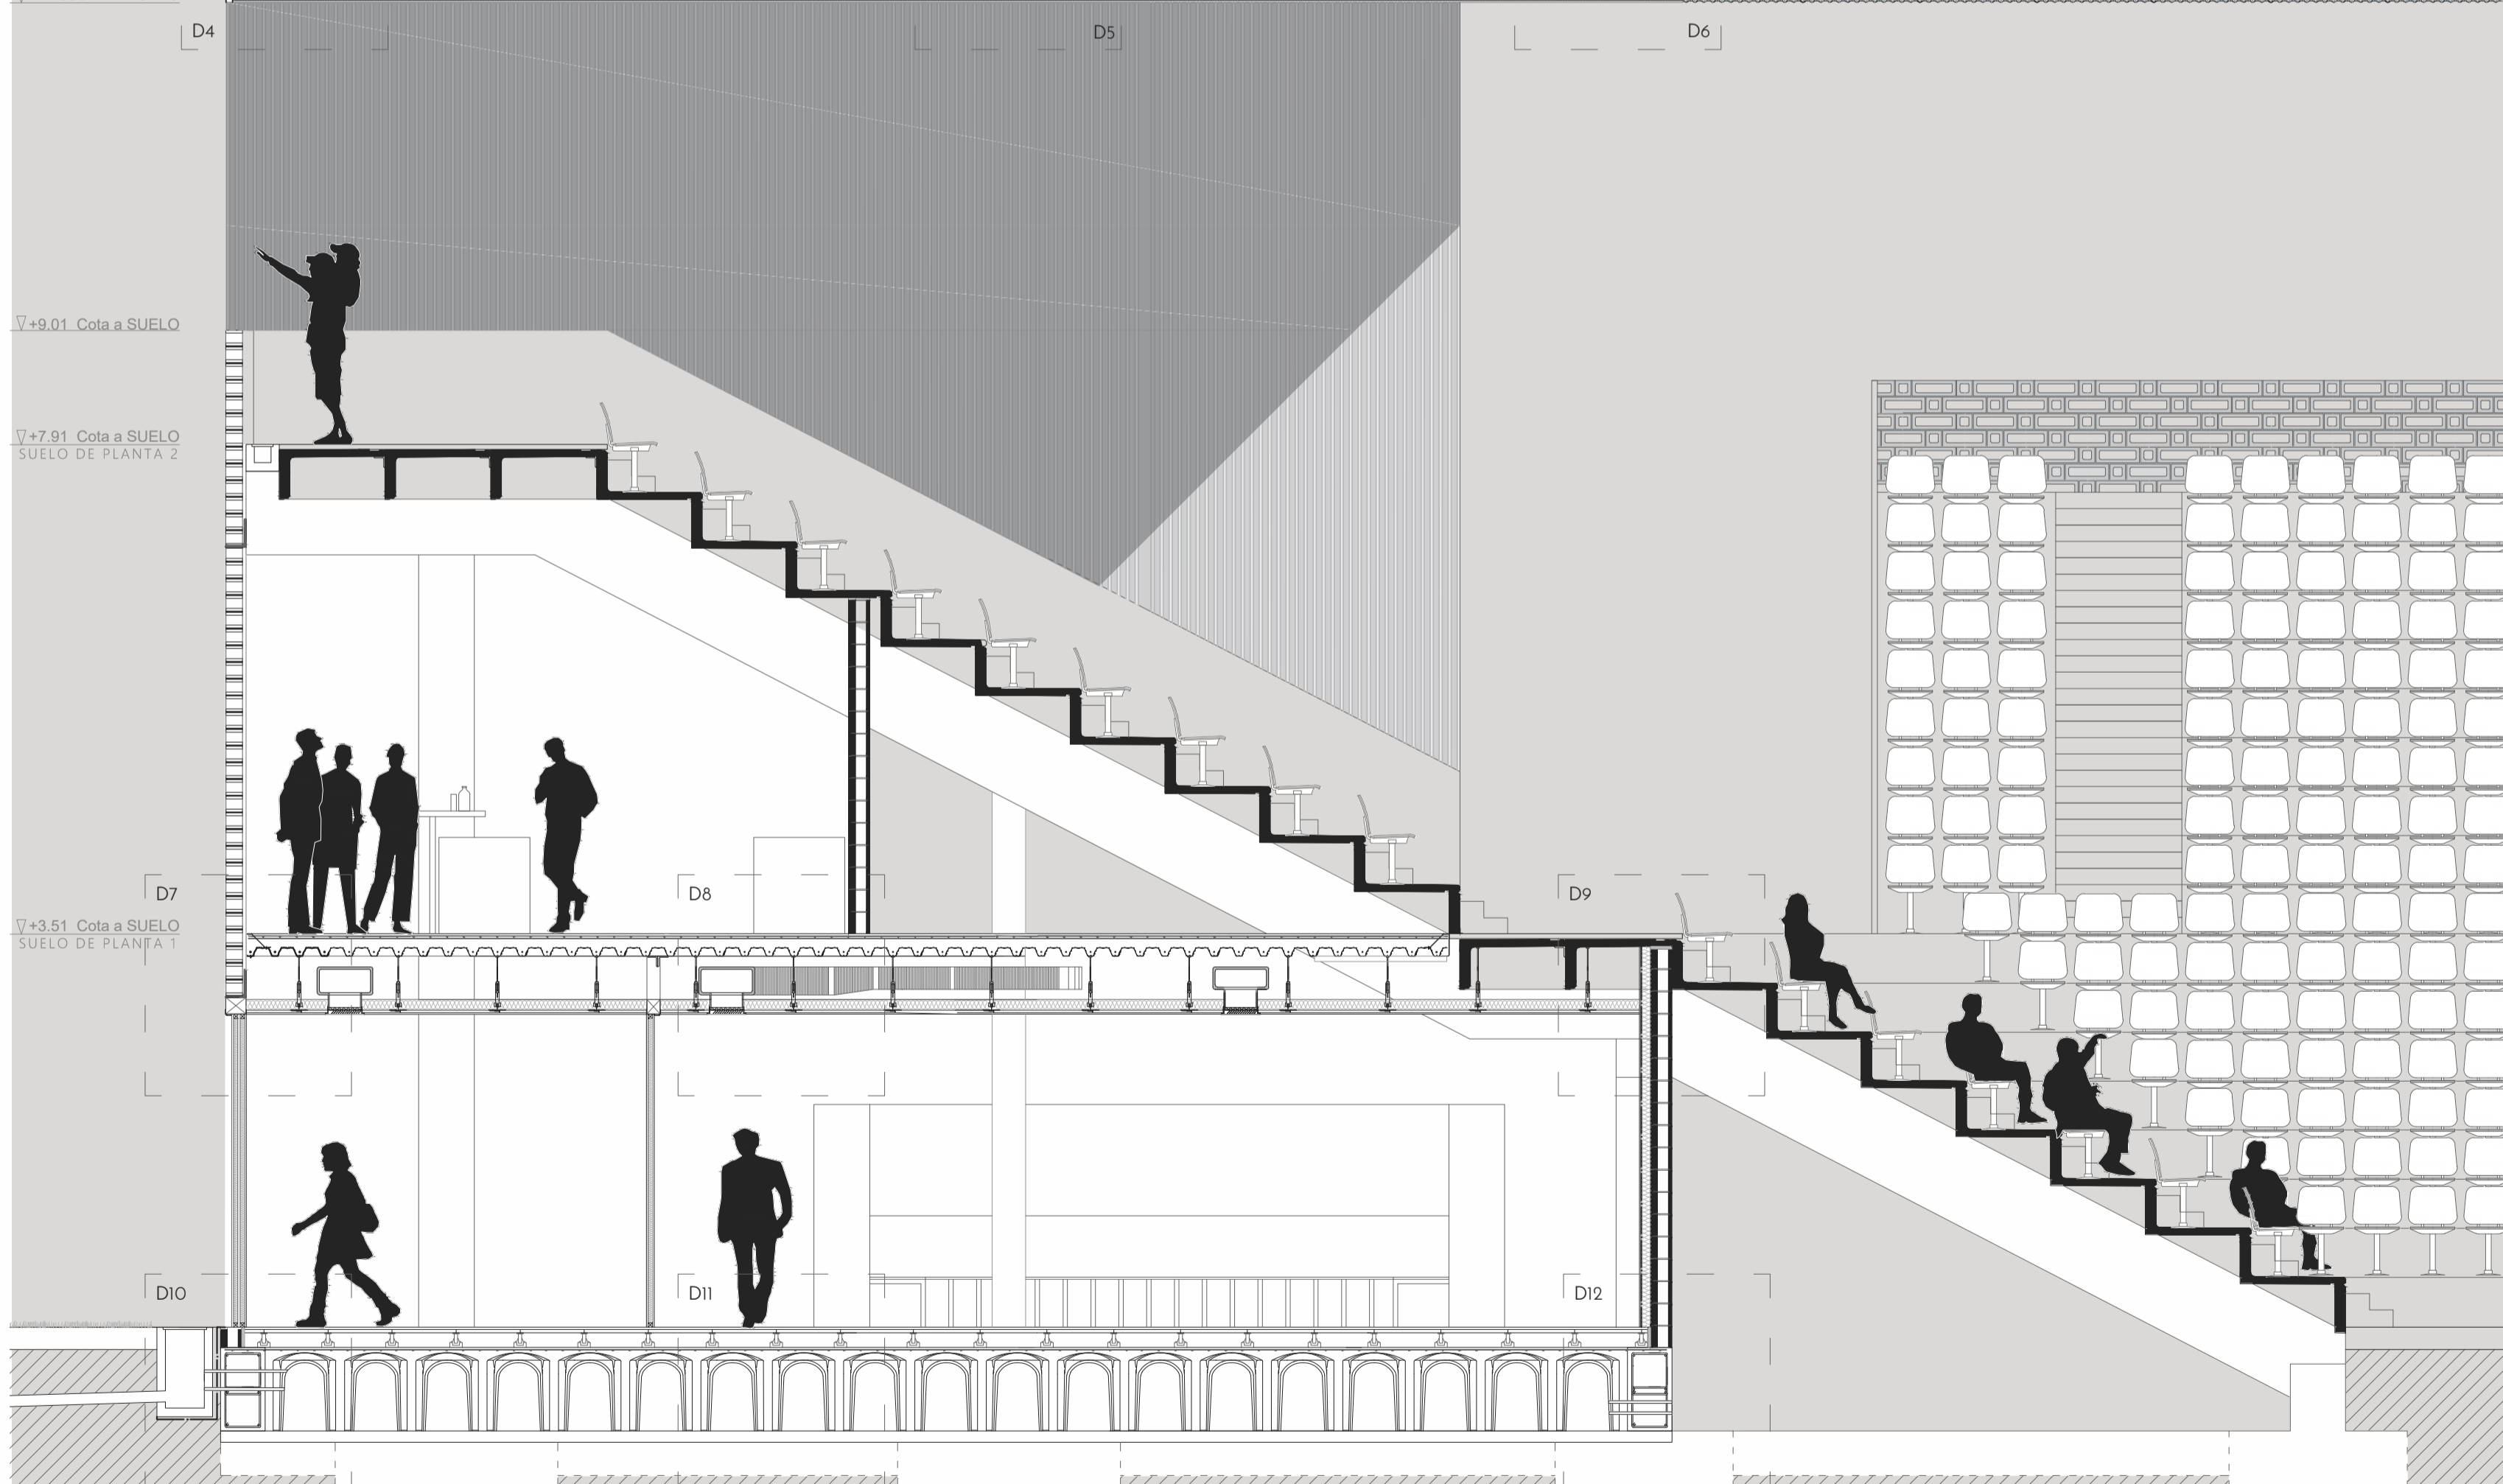 D4
D5
D6
+9.01 Cota a SUELO
+7.91 Cota a SUELO
SUELO DE PLANTA 2
D7
D8
D9
+3.51 Cota a SUELO
SUELO DE PLANTA 1
D10
D11
D12